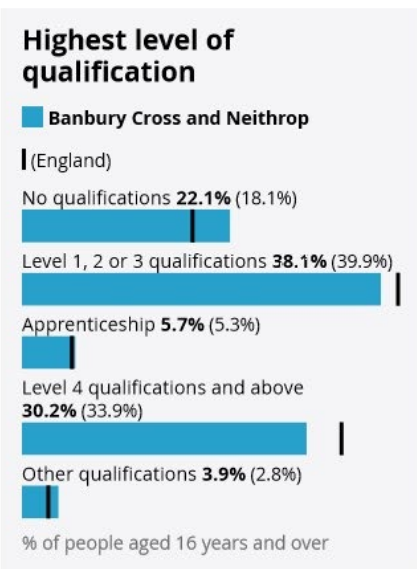 Highest level of
qualification
Banbury Cross and Neithrop
(England)
No qualifications 22.1% (18.1%)
Level 1, 2 or 3 qualifications 38.1% (39.9%)
Apprenticeship 5.7% (5.3%)
Level 4 qualifications and above
30.2% (33.9%)
Other qualifications 3.9% (2.8%)
% of people aged 16 years and over